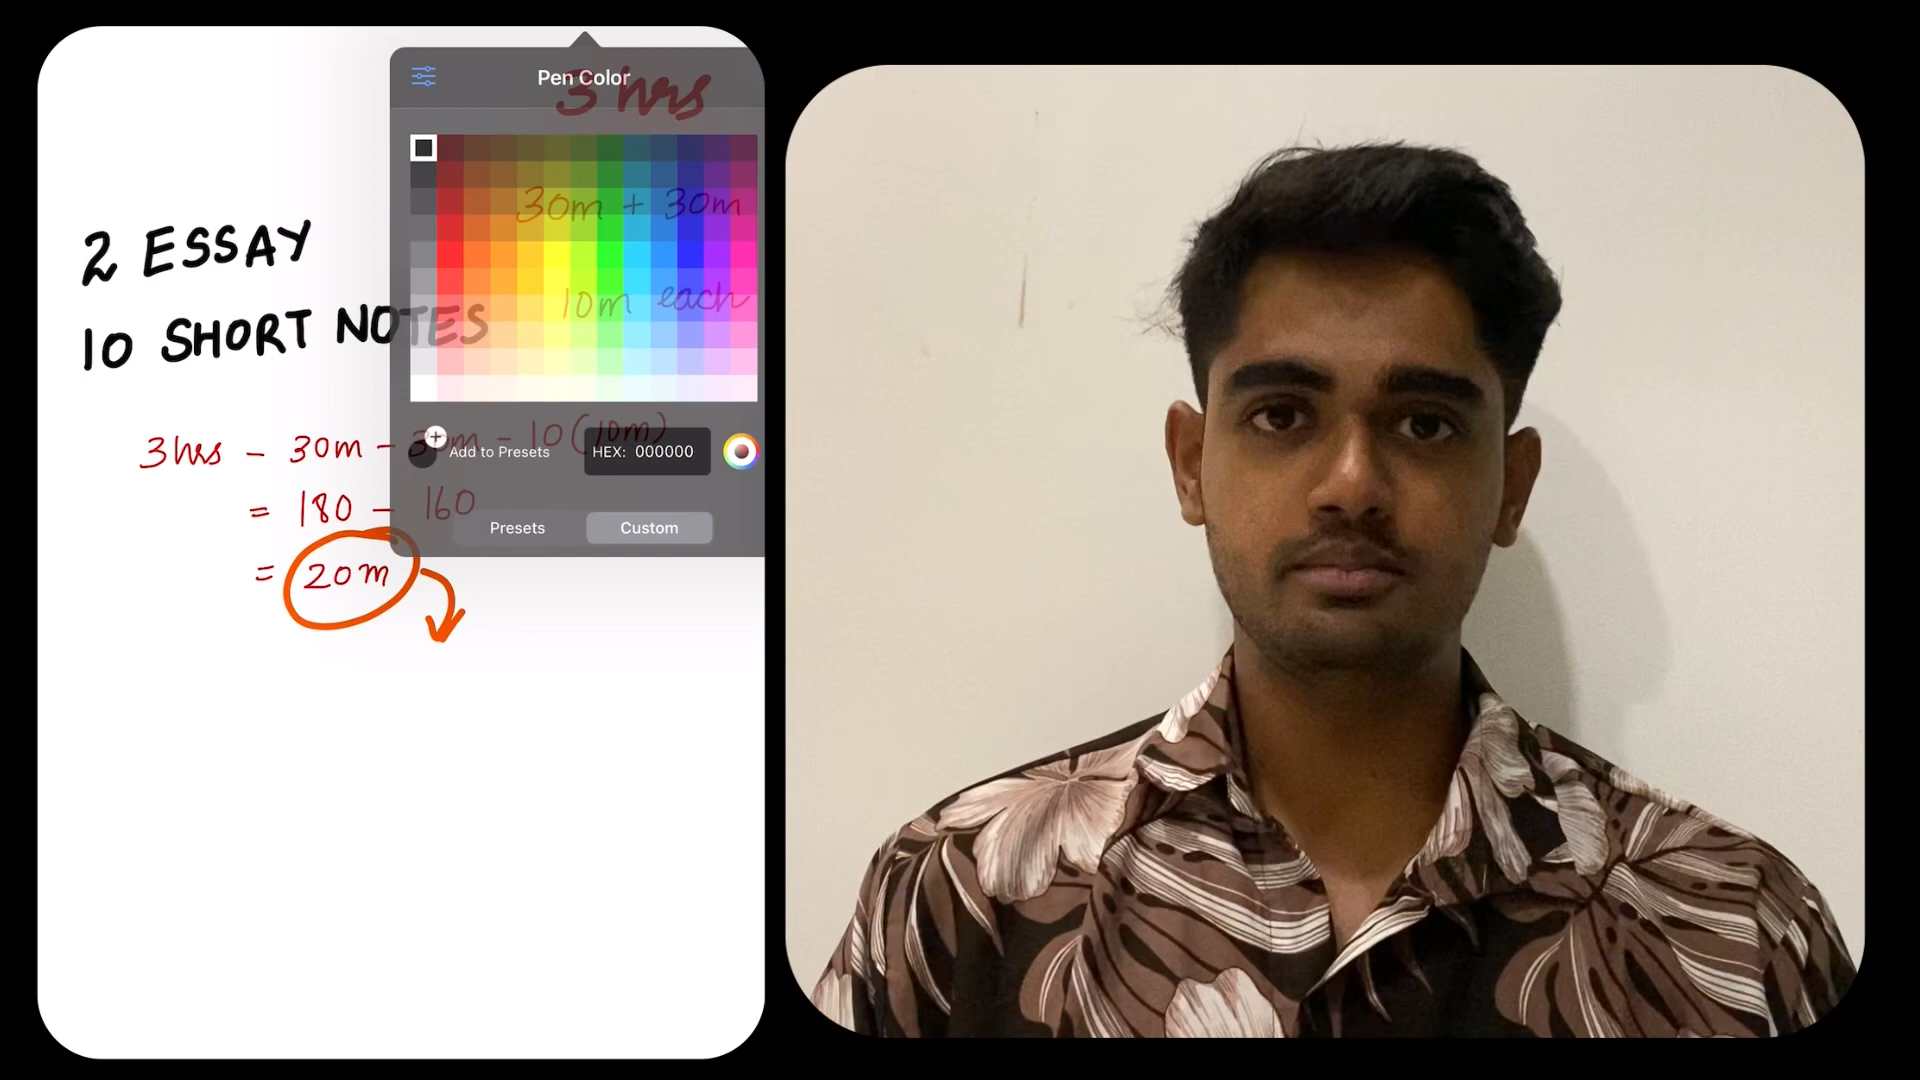 Pen Color
3 hrs
30m + 30m
2 ESSAY
10m each
10 SHORT NOTES
3hrs - 30m - 30m - 10 (10m)
Add to Presets
HEX: 000000
= 180 - 160
Presets
Custom
= 20m